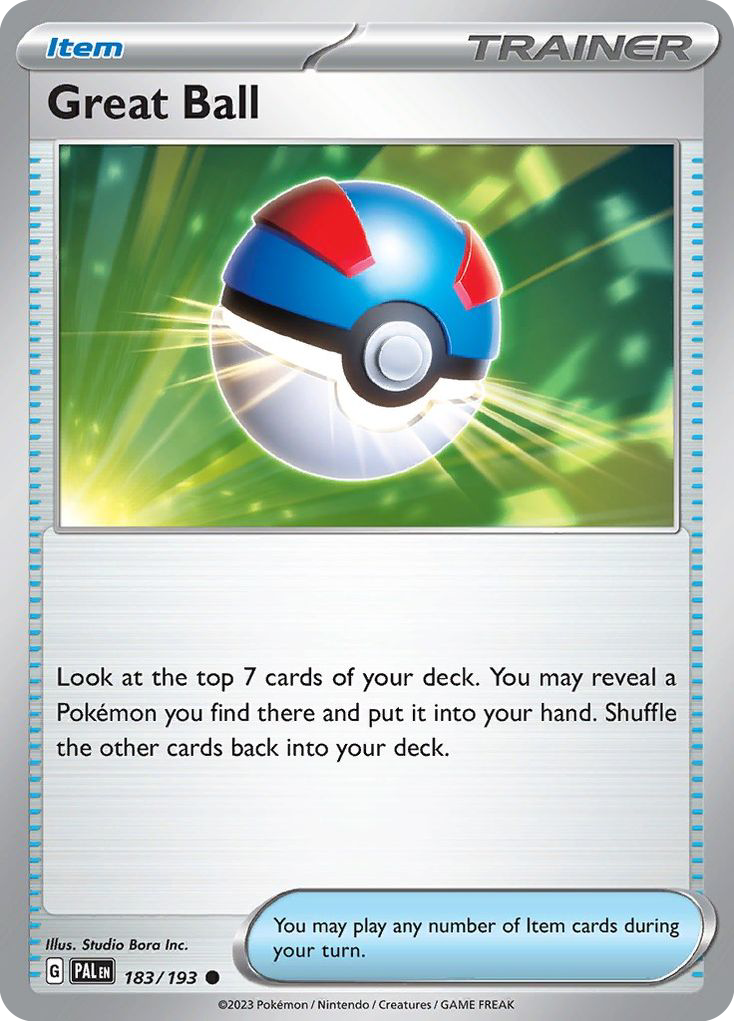 Item
TRAINER
Great Ball
Look at the top 7 cards of your deck. You may reveal a
Pokémon you find there and put it into your hand. Shuffle
the other cards back into your deck.
You may play any number of Item cards during
your turn.
Illus. Studio Bora Inc.
G PAL EN 183/193
©2023 Pokémon / Nintendo / Creatures / GAME FREAK